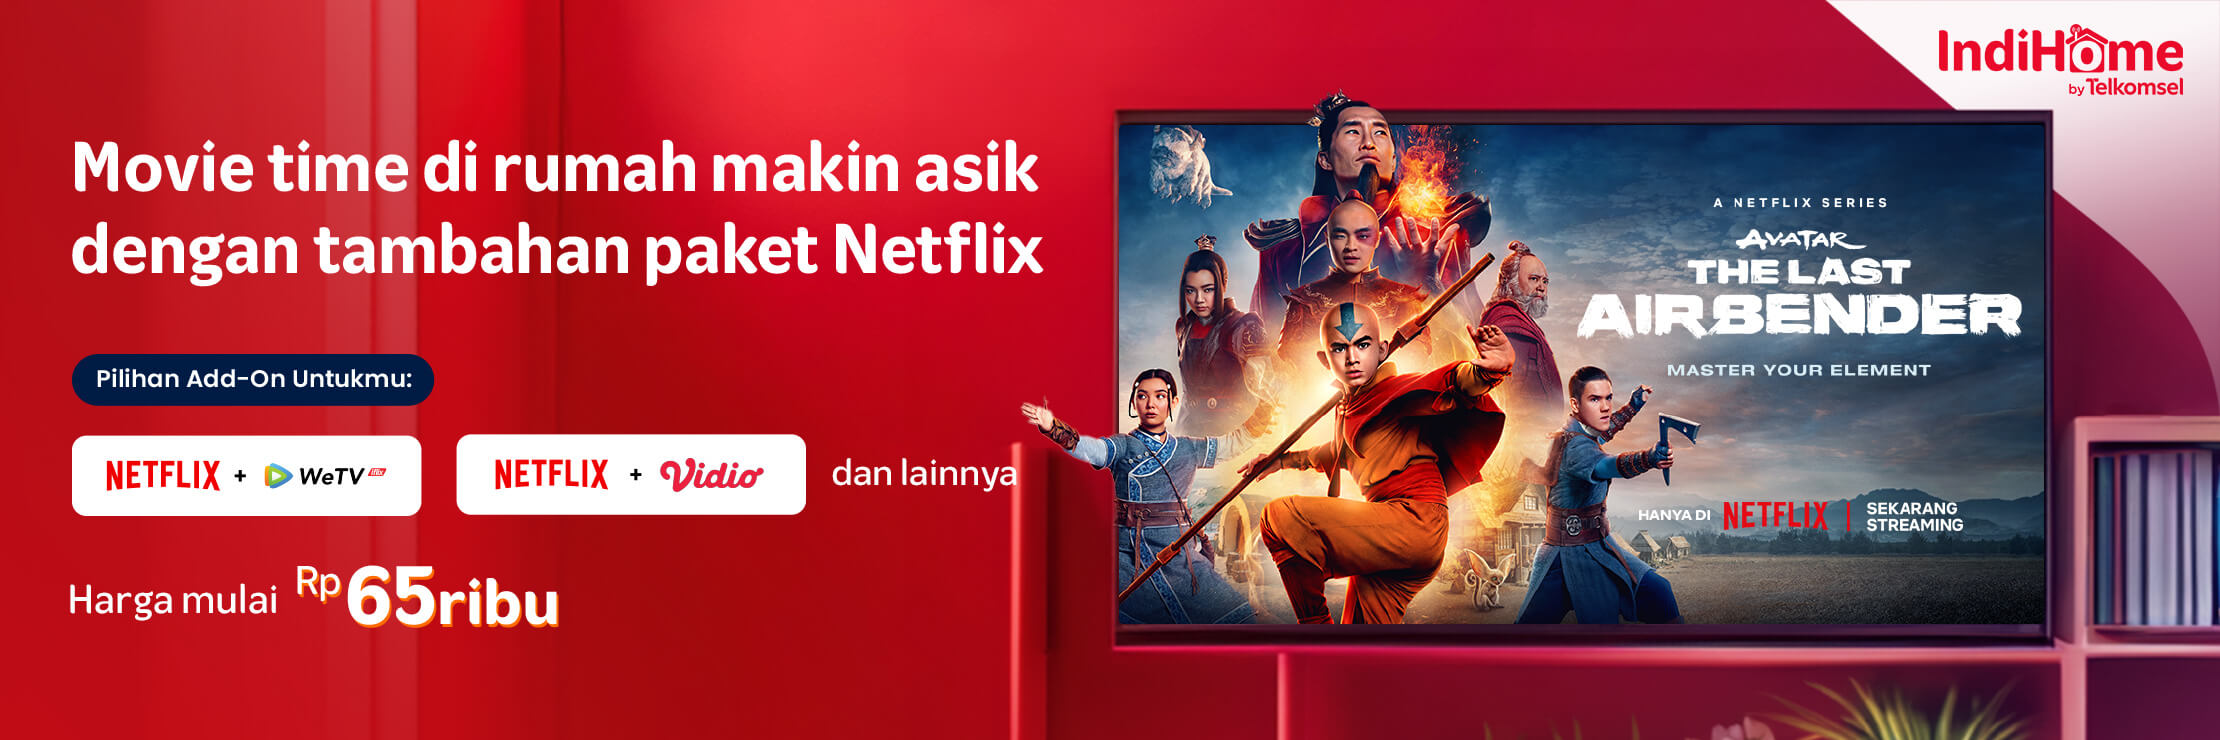 IndiHome
by Telkomsel
Movie time di rumah makin asik
dengan tambahan paket Netflix
Pilihan Add-On Untukmu:
NETFLIX + WeTV iflix
NETFLIX + Vidio
dan lainnya
Harga mulai Rp65ribu
A NETFLIX SERIES
AVATAR
THE LAST
AIRBENDER
MASTER YOUR ELEMENT
HANYA DI NETFLIX | SEKARANG
STREAMING